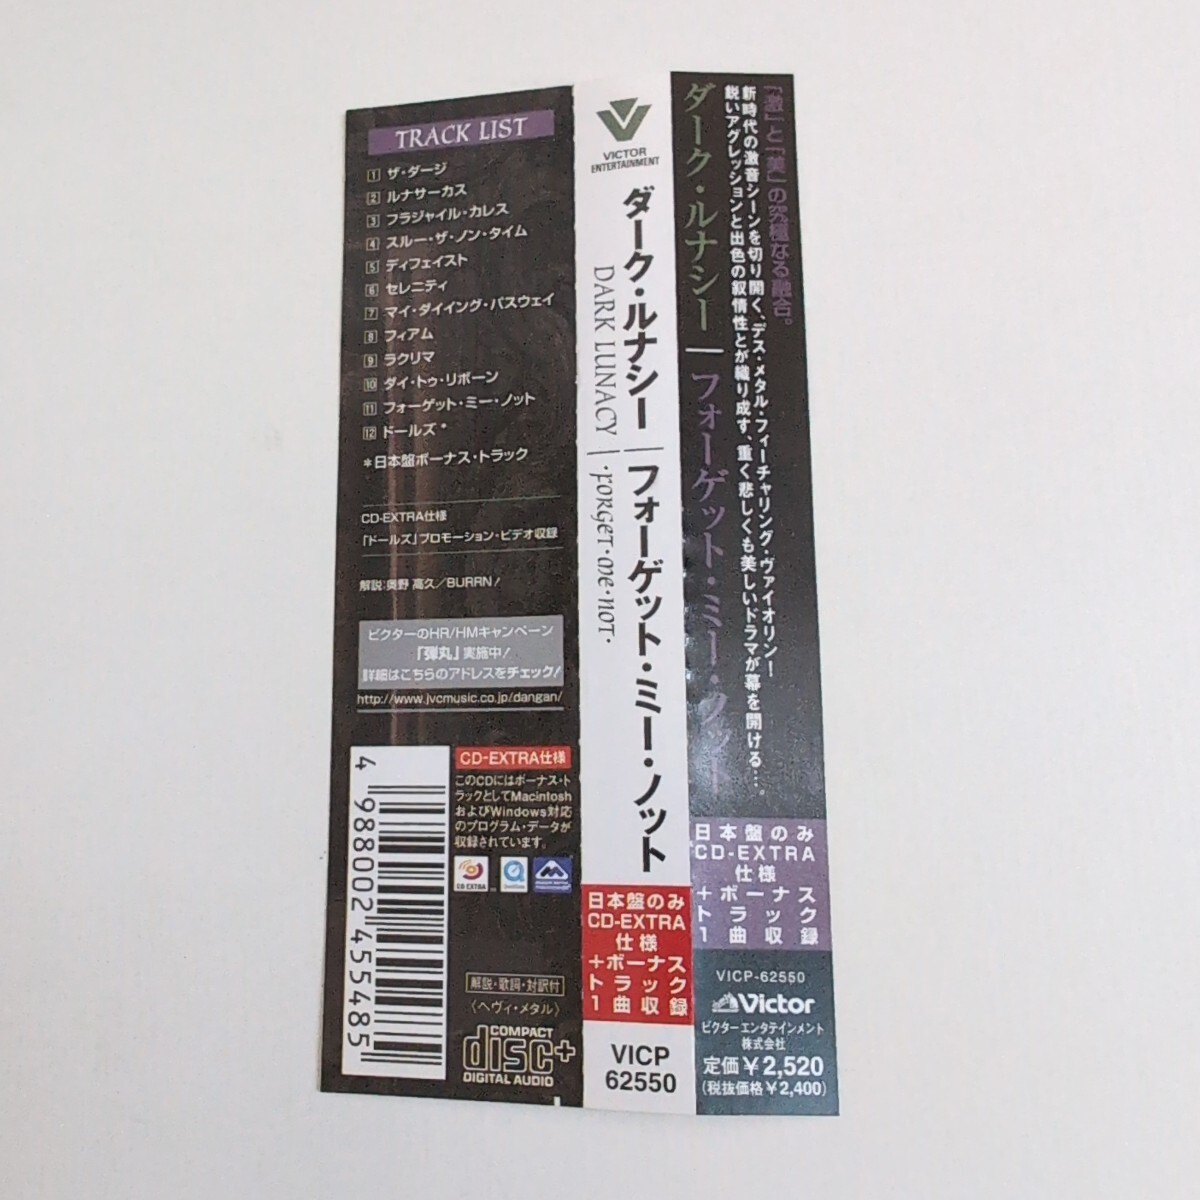 TRACK LIST
1 ザ・ダージ
2 ルナサーカス
3 フラジャイル・カレス
4 スルー・ザ・ノン・タイム
5 ディフェイスト
6 セレニティ
7 マイ・ダイイング・パスウェイ
8 フィアム
9 ラクリマ
10 ダイ・トゥ・リボーン
11 フォーゲット・ミー・ノット
12 ドールズ*
*日本盤ボーナス・トラック
CD-EXTRA仕様
「ドールズ」プロモーション・ビデオ収録
解説:奥野 高久/BURRN!
ビクターのHR/HMキャンペーン
「弾丸」実施中!
詳細はこちらのアドレスをチェック!
http://www.jvcmusic.co.jp/dangan/
4 988002 455485
CD-EXTRA仕様
このCDにはボーナス・ト
ラックとしてMacintosh
およびWindows対応
のプログラム・データが
収録されています。
CD EXTRA
解説・歌詞・対訳付
〈ヘヴィ・メタル〉
COMPACT
disc+
DIGITAL AUDIO
VICTOR
ENTERTAINMENT
ダーク・ルナシー|フォーゲット・ミー・ノット
DARK LUNACY|・FORGET・ME・NOT・
日本盤のみ
CD-EXTRA
仕様
+ボーナス
トラック
1曲収録
VICP
62550
『激』と『美』の究極なる融合。
新時代の激音シーンを切り開く、デス・メタル・フィーチャリング・ヴァイオリン!
鋭いアグレッションと出色の叙情性とが織り成す、重く悲しくも美しいドラマが幕を開ける…。
ダーク・ルナシー|フォーゲット・ミー・ノット
日本盤のみ
CD-EXTRA
仕様
+ボーナス
トラック
1曲収録
VICP-62550
Victor
ビクターエンタテインメント
株式会社
定価¥2,520
(税抜価格¥2,400)